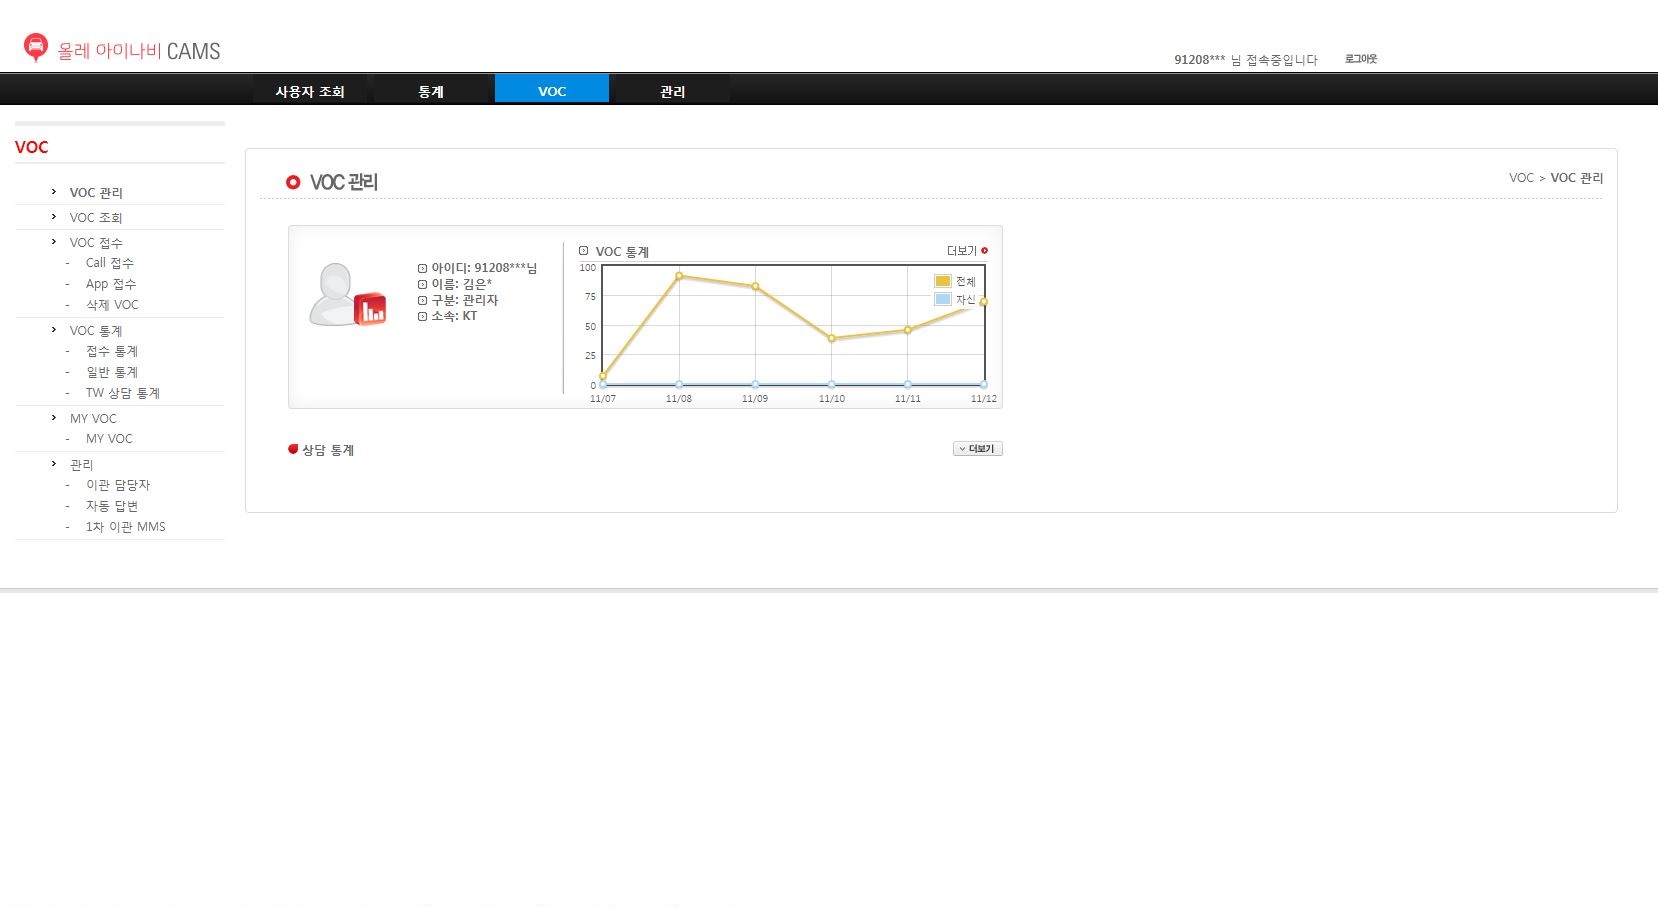 올레 아이나비 CAMS
91208*** 님 접속중입니다 로그아웃
사용자 조회 통계 VOC 관리
VOC
VOC 관리
VOC 조회
VOC 접수
- Call 접수
- App 접수
- 삭제 VOC
VOC 통계
- 접수 통계
- 일반 통계
- TW 상담 통계
MY VOC
- MY VOC
관리
- 이관 담당자
- 자동 답변
- 1차 이관 MMS
VOC 관리
VOC > VOC 관리
아이디: 91208***님
이름: 김은*
구분: 관리자
소속: KT
VOC 통계 더보기
100
75
50
25
0
전체
자신
11/07 11/08 11/09 11/10 11/11 11/12
상담 통계 더보기